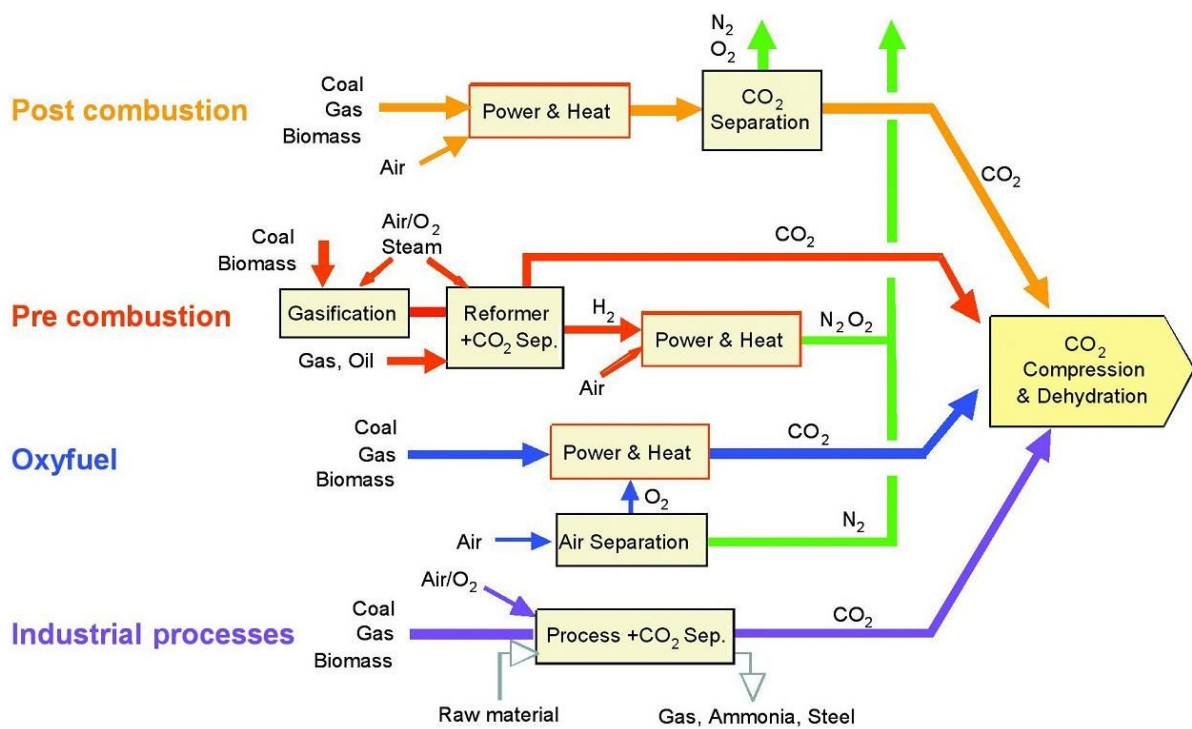 N₂
O₂
Post combustion
Coal
Gas
Biomass
Air
Power & Heat
CO₂
Separation
CO₂
Pre combustion
Coal
Biomass
Air/O₂
Steam
Gasification
Gas, Oil
Reformer
+CO₂ Sep.
H₂
Air
Power & Heat
CO₂
N₂ O₂
CO₂
Compression
& Dehydration
Oxyfuel
Coal
Gas
Biomass
Power & Heat
CO₂
O₂
Air
Air Separation
N₂
Industrial processes
Air/O₂
Coal
Gas
Biomass
Process +CO₂ Sep.
CO₂
Raw material
Gas, Ammonia, Steel